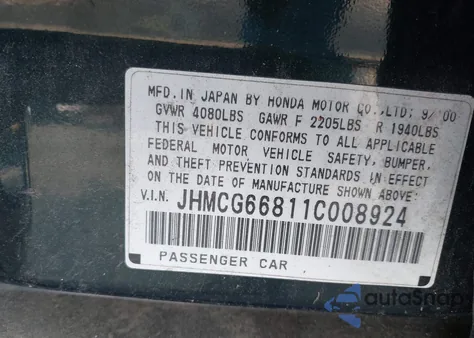 MFD. IN JAPAN BY HONDA MOTOR CO.,LTD; 9/'00
GVWR 4080LBS GAWR F 2205LBS R 1940LBS
THIS VEHICLE CONFORMS TO ALL APPLICABLE
FEDERAL MOTOR VEHICLE SAFETY, BUMPER,
AND THEFT PREVENTION STANDARDS IN EFFECT
ON THE DATE OF MANUFACTURE SHOWN ABOVE:
V.I.N. JHMCG66811C008924
PASSENGER CAR
autoSnap